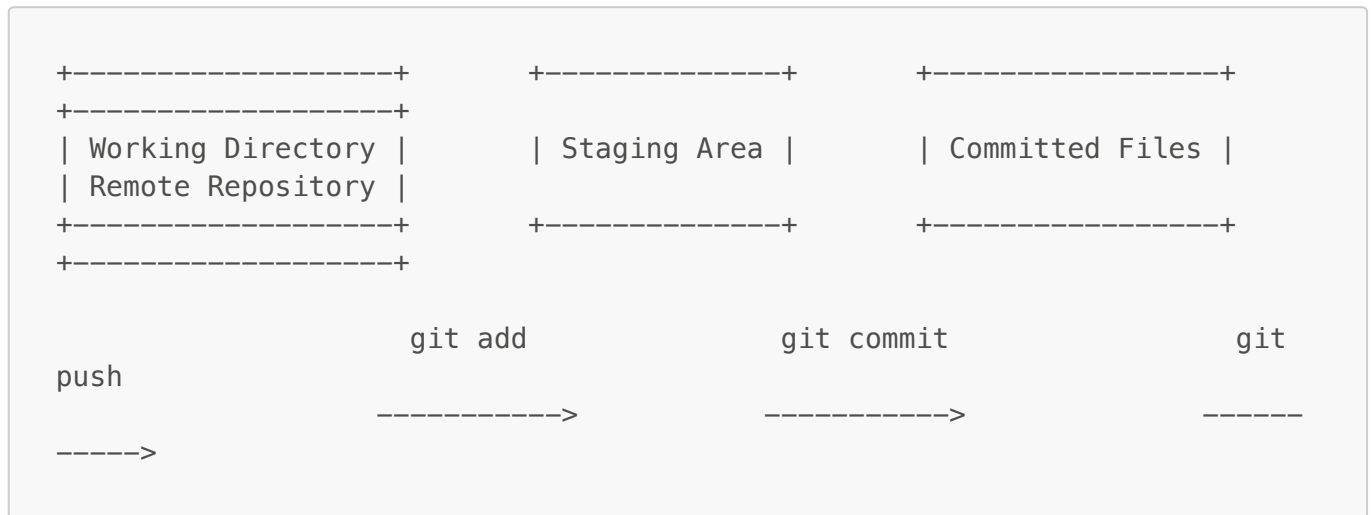 +------------------+       +--------------+       +-----------------+
+------------------+
| Working Directory |       | Staging Area |       | Committed Files |
| Remote Repository |
+------------------+       +--------------+       +-----------------+
+------------------+

                     git add               git commit                 git
push
                   ----------->           ----------->              ------
----->